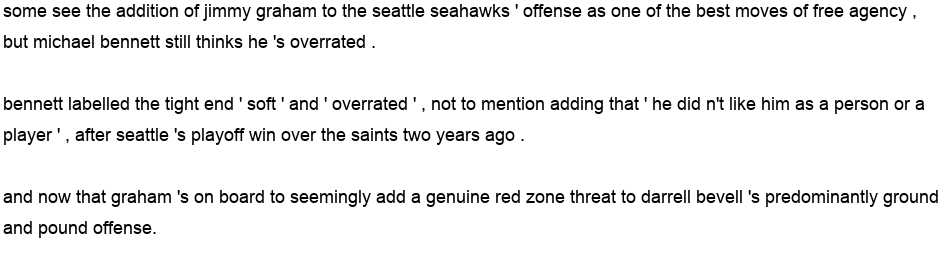 some see the addition of jimmy graham to the seattle seahawks ' offense as one of the best moves of free agency ,
but michael bennett still thinks he 's overrated .
bennett labelled the tight end ' soft ' and ' overrated ' , not to mention adding that ' he did n't like him as a person or a
player ' , after seattle 's playoff win over the saints two years ago .
and now that graham 's on board to seemingly add a genuine red zone threat to darrell bevell 's predominantly ground
and pound offense.